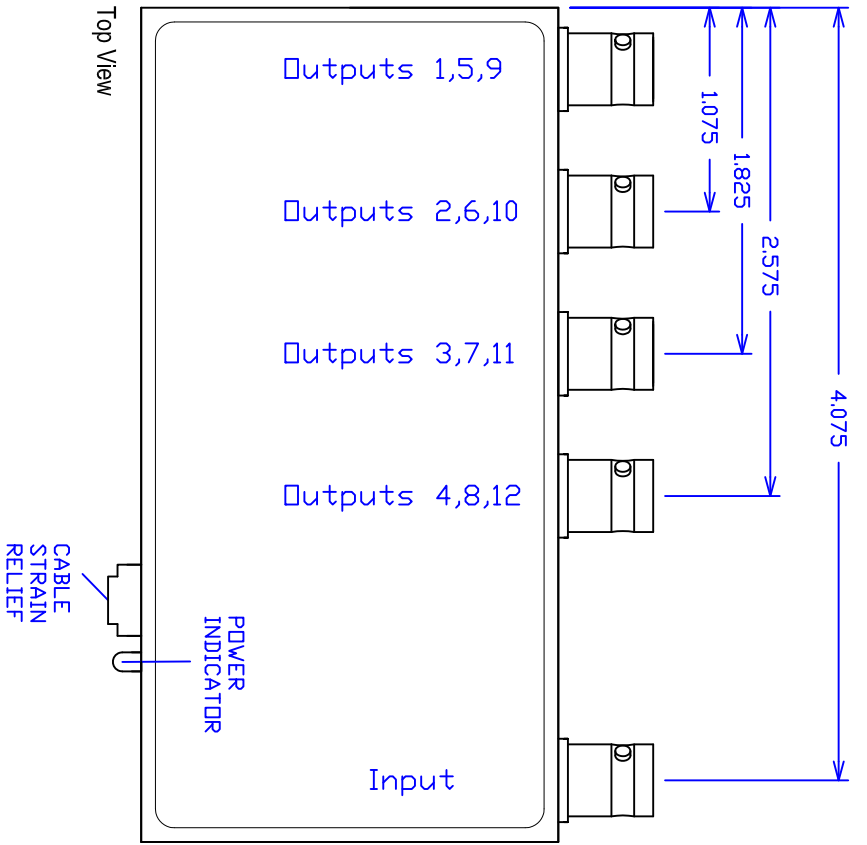 Top View
Outputs 1,5,9
Outputs 2,6,10
Outputs 3,7,11
Outputs 4,8,12
Input
1.075
1.825
2.575
4.075
CABLE
STRAIN
RELIEF
POWER
INDICATOR